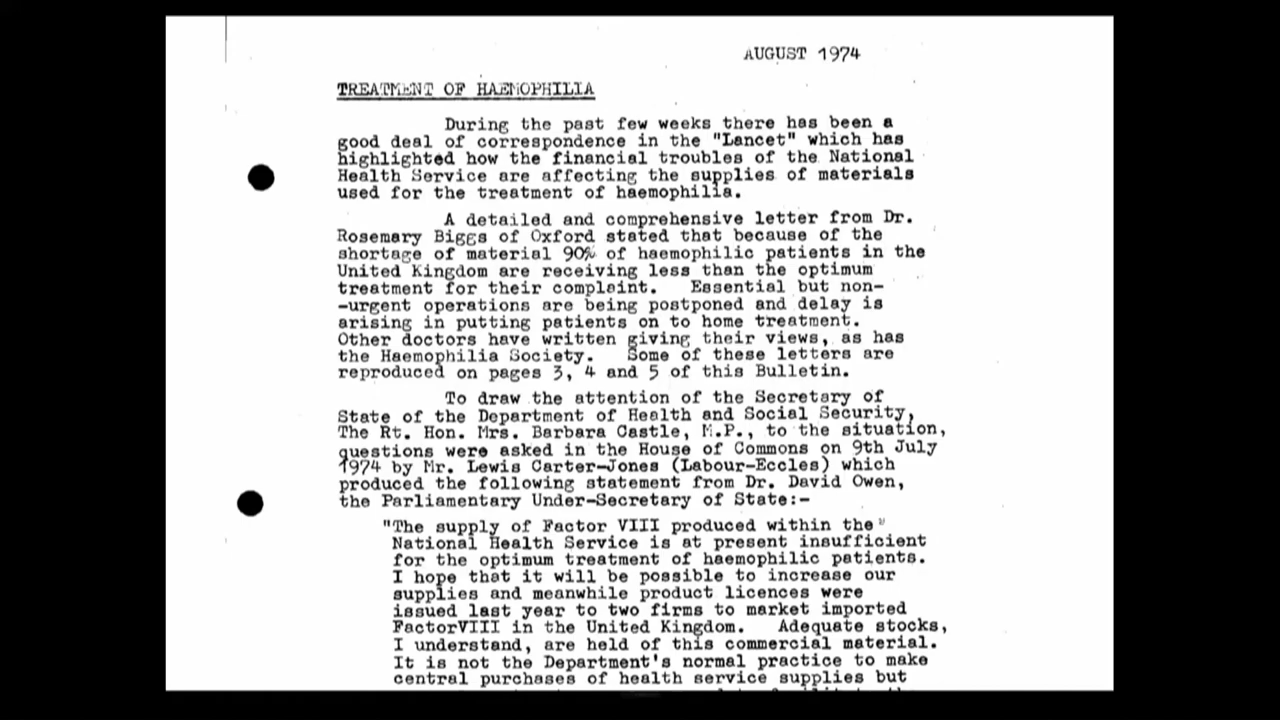 AUGUST 1974
TREATMENT OF HAEMOPHILIA
During the past few weeks there has been a
good deal of correspondence in the "Lancet" which has
highlighted how the financial troubles of the National
Health Service are affecting the supplies of materials
used for the treatment of haemophilia.
A detailed and comprehensive letter from Dr.
Rosemary Biggs of Oxford stated that because of the
shortage of material 90% of haemophilic patients in the
United Kingdom are receiving less than the optimum
treatment for their complaint. Essential but non-
-urgent operations are being postponed and delay is
arising in putting patients on to home treatment.
Other doctors have written giving their views, as has
the Haemophilia Society. Some of these letters are
reproduced on pages 3, 4 and 5 of this Bulletin.
To draw the attention of the Secretary of
State of the Department of Health and Social Security,
The Rt. Hon. Mrs. Barbara Castle, M.P., to the situation,
questions were asked in the House of Commons on 9th July
1974 by Mr. Lewis Carter-Jones (Labour-Eccles) which
produced the following statement from Dr. David Owen,
the Parliamentary Under-Secretary of State:-
"The supply of Factor VIII produced within the
National Health Service is at present insufficient
for the optimum treatment of haemophilic patients.
I hope that it will be possible to increase our
supplies and meanwhile product licences were
issued last year to two firms to market imported
FactorVIII in the United Kingdom. Adequate stocks,
I understand, are held of this commercial material.
It is not the Department's normal practice to make
central purchases of health service supplies but